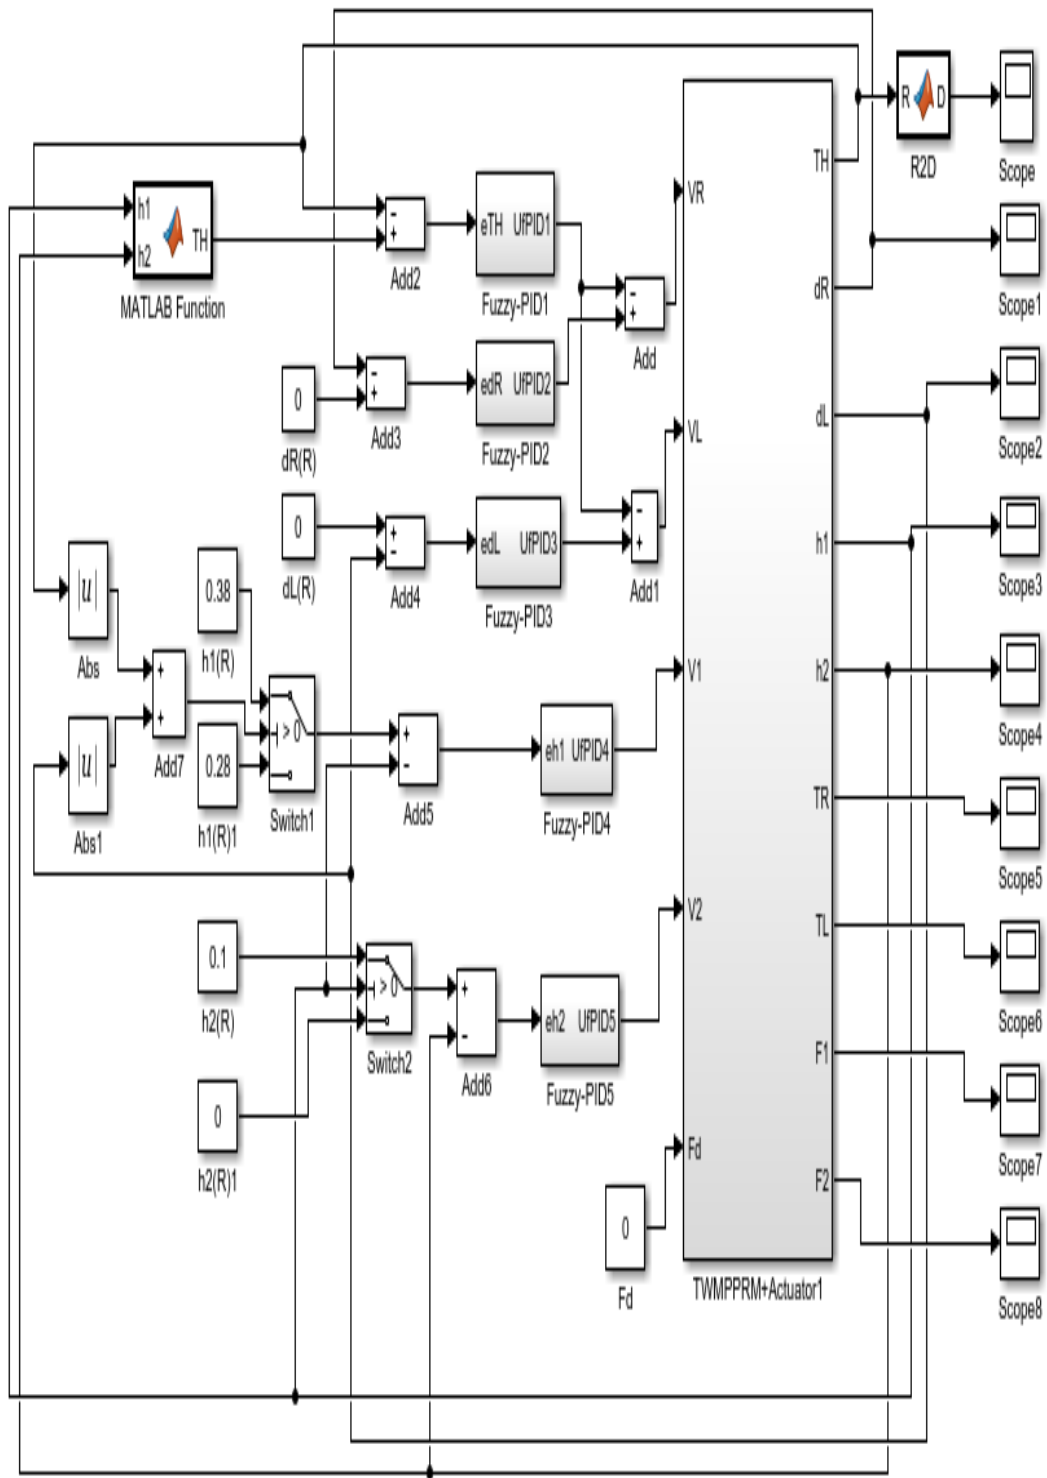 R D
R2D
Scope
TH
h1
h2
TH
MATLAB Function
-
+
Add2
eTH UfPID1
Fuzzy-PID1
-
+
Add
VR
dR
Scope1
0
dR(R)
-
+
Add3
edR UfPID2
Fuzzy-PID2
VL
dL
Scope2
0
dL(R)
+
-
Add4
edL UfPID3
Fuzzy-PID3
-
+
Add1
h1
Scope3
|u|
Abs
0.38
h1(R)
+
+
Add7
|u|
Abs1
0.28
h1(R)1
> 0
Switch1
+
-
Add5
eh1 UfPID4
Fuzzy-PID4
V1
h2
Scope4
TR
Scope5
0.1
h2(R)
> 0
Switch2
+
-
Add6
eh2 UfPID5
Fuzzy-PID5
V2
TL
Scope6
0
h2(R)1
F1
Scope7
0
Fd
Fd
F2
Scope8
TWMPPRM+Actuator1